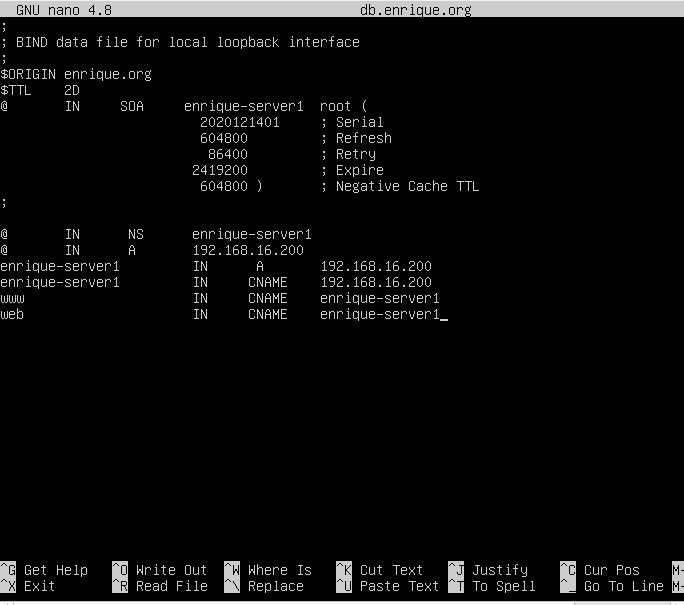 GNU nano 4.8 db.enrique.org
;
; BIND data file for local loopback interface
;
$ORIGIN enrique.org
$TTL 2D
@ IN SOA enrique-server1 root (
2020121401 ; Serial
604800 ; Refresh
86400 ; Retry
2419200 ; Expire
604800 ) ; Negative Cache TTL
;
@ IN NS enrique-server1
@ IN A 192.168.16.200
enrique-server1 IN A 192.168.16.200
enrique-server1 IN CNAME 192.168.16.200
www IN CNAME enrique-server1
web IN CNAME enrique-server1_
^G Get Help ^O Write Out ^W Where Is ^K Cut Text ^J Justify ^C Cur Pos M-
^X Exit ^R Read File ^\ Replace ^U Paste Text ^T To Spell ^_ Go To Line M-